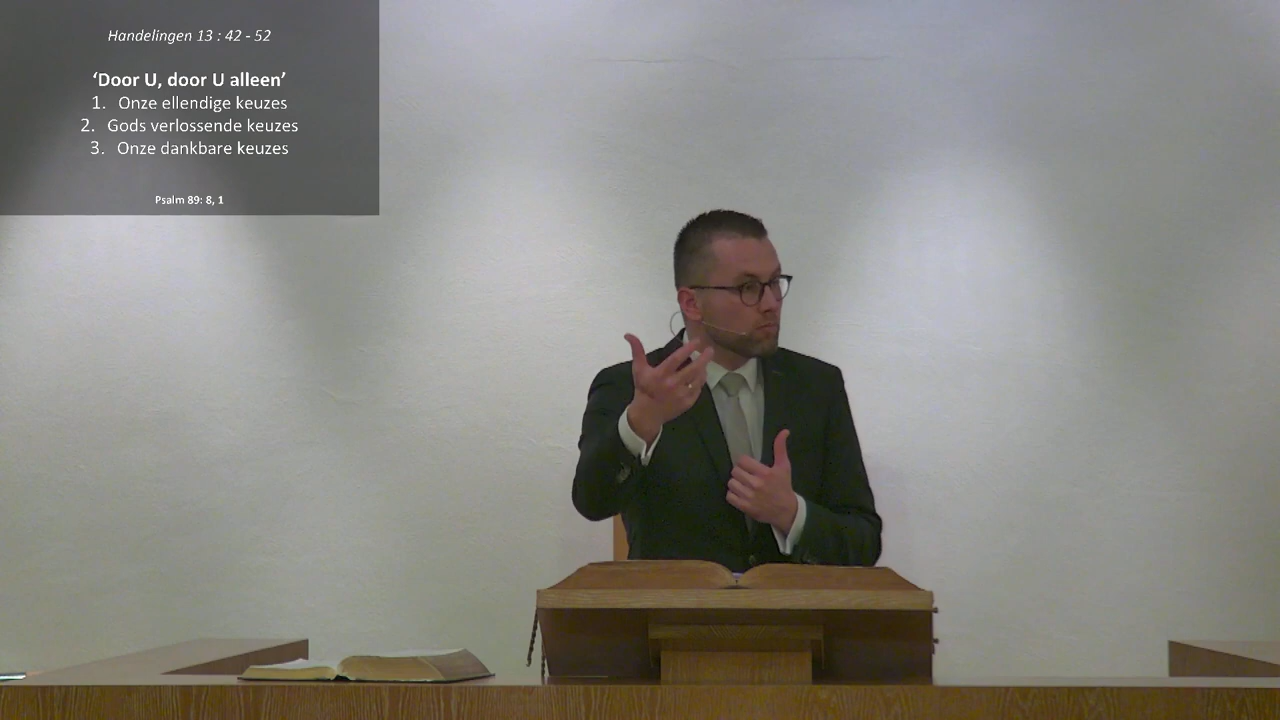 Handelingen 13 : 42 - 52
‘Door U, door U alleen’
1. Onze ellendige keuzes
2. Gods verlossende keuzes
3. Onze dankbare keuzes
Psalm 89: 8, 1